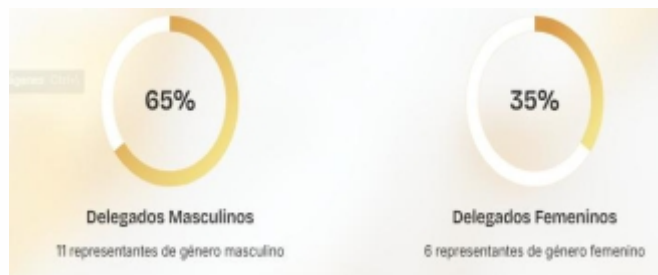 65%
35%
Delegados Masculinos
11 representantes de género masculino
Delegados Femeninos
6 representantes de género femenino